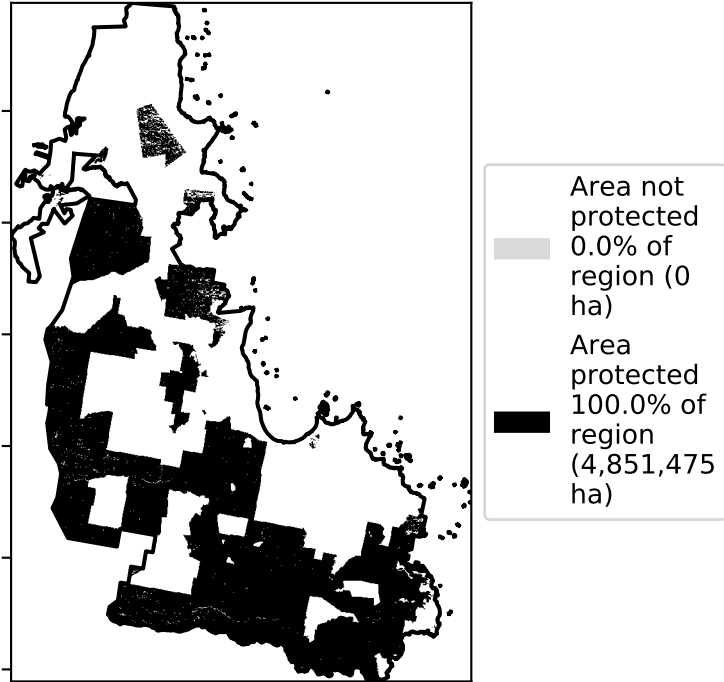 Area not
protected
0.0% of
region (0
ha)
Area
protected
100.0% of
region
(4,851,475
ha)